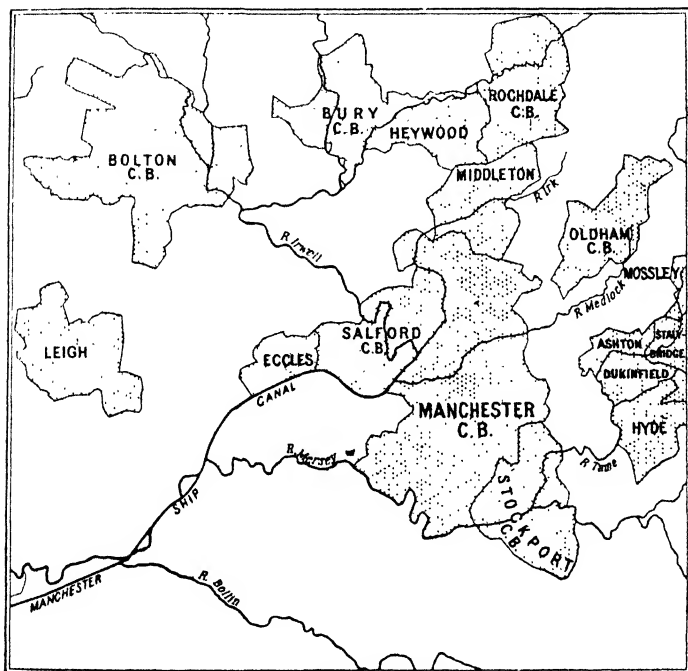 ROCHDALE
C.B.
BURY
C.B.
HEYWOOD
BOLTON
C.B.
MIDDLETON
R Irk
OLDHAM
C.B.
R Irwell
MOSSLEY
R Medlock
SALFORD
C.B.
STALY-
BRIDGE
ASHTON
LEIGH
ECCLES
DUKINFIELD
CANAL
MANCHESTER
C.B.
HYDE
R. Mersey
R Tame
STOCKPORT
C.B.
SHIP
R. Bollin
MANCHESTER